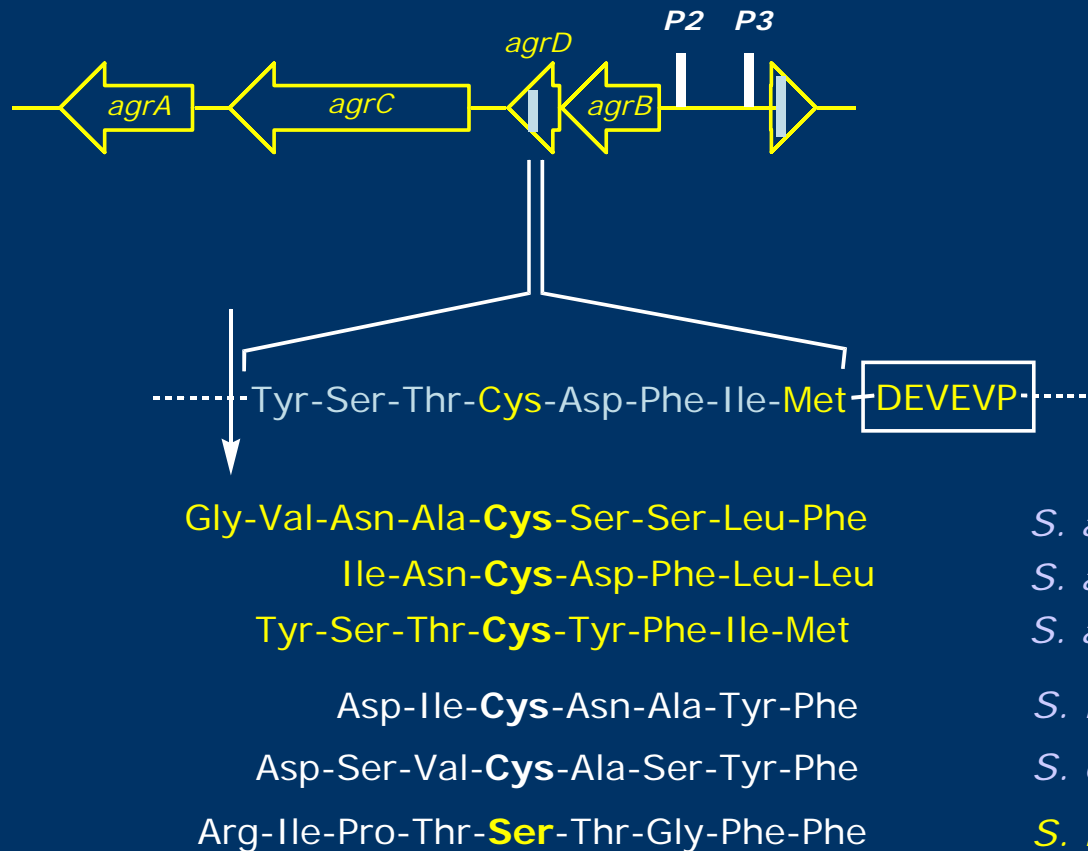 P2 P3
agrD
agrA agrC agrB
Tyr-Ser-Thr-Cys-Asp-Phe-Ile-Met DEVEVP
Gly-Val-Asn-Ala-Cys-Ser-Ser-Leu-Phe S. a
Ile-Asn-Cys-Asp-Phe-Leu-Leu S. a
Tyr-Ser-Thr-Cys-Tyr-Phe-Ile-Met S. a
Asp-Ile-Cys-Asn-Ala-Tyr-Phe S.
Asp-Ser-Val-Cys-Ala-Ser-Tyr-Phe S.
Arg-Ile-Pro-Thr-Ser-Thr-Gly-Phe-Phe S.